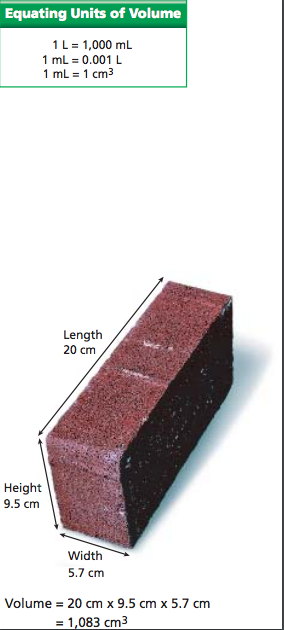 Equating Units of Volume
1 L = 1,000 mL
1 mL = 0.001 L
1 mL = 1 cm³
Length
20 cm
Height
9.5 cm
Width
5.7 cm
Volume = 20 cm x 9.5 cm x 5.7 cm
= 1,083 cm³